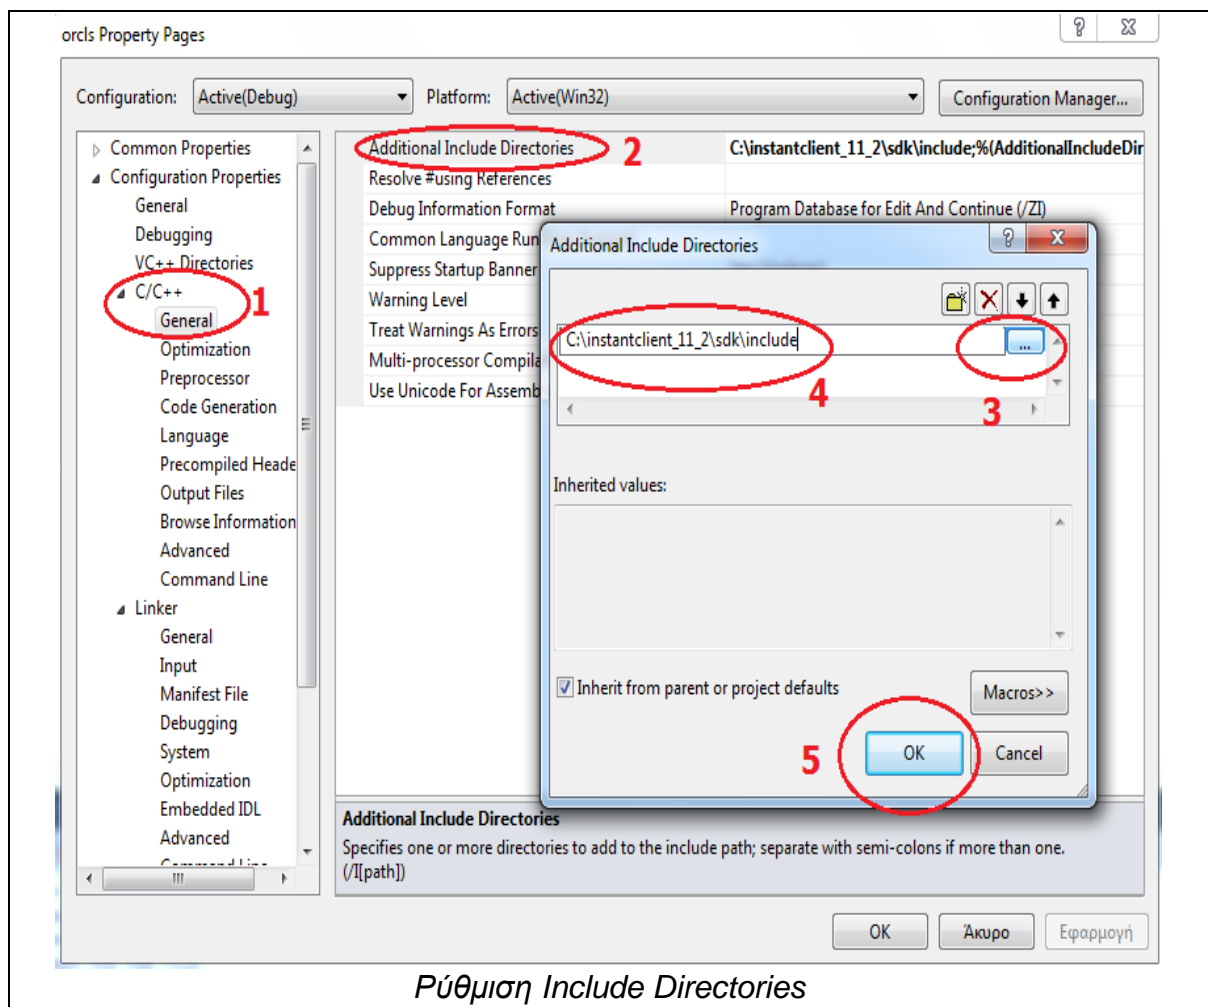 orcls Property Pages
Configuration: Active(Debug) Platform: Active(Win32) Configuration Manager...
Common Properties
Configuration Properties
General
Debugging
VC++ Directories
C/C++
1
General
Optimization
Preprocessor
Code Generation
Language
Precompiled Heade
Output Files
Browse Information
Advanced
Command Line
Linker
General
Input
Manifest File
Debugging
System
Optimization
Embedded IDL
Advanced
Command Line
Additional Include Directories 2 C:\instantclient_11_2\sdk\include;%(AdditionalIncludeDir
Resolve #using References
Debug Information Format Program Database for Edit And Continue (/ZI)
Common Language Run
Suppress Startup Banner
Warning Level
Treat Warnings As Errors
Multi-processor Compila
Use Unicode For Assemb
Additional Include Directories
C:\instantclient_11_2\sdk\include ...
4 3
Inherited values:
Inherit from parent or project defaults Macros>>
5 OK Cancel
Additional Include Directories
Specifies one or more directories to add to the include path; separate with semi-colons if more than one.
(/I[path])
OK Άκυρο Εφαρμογή
Ρύθμιση Include Directories